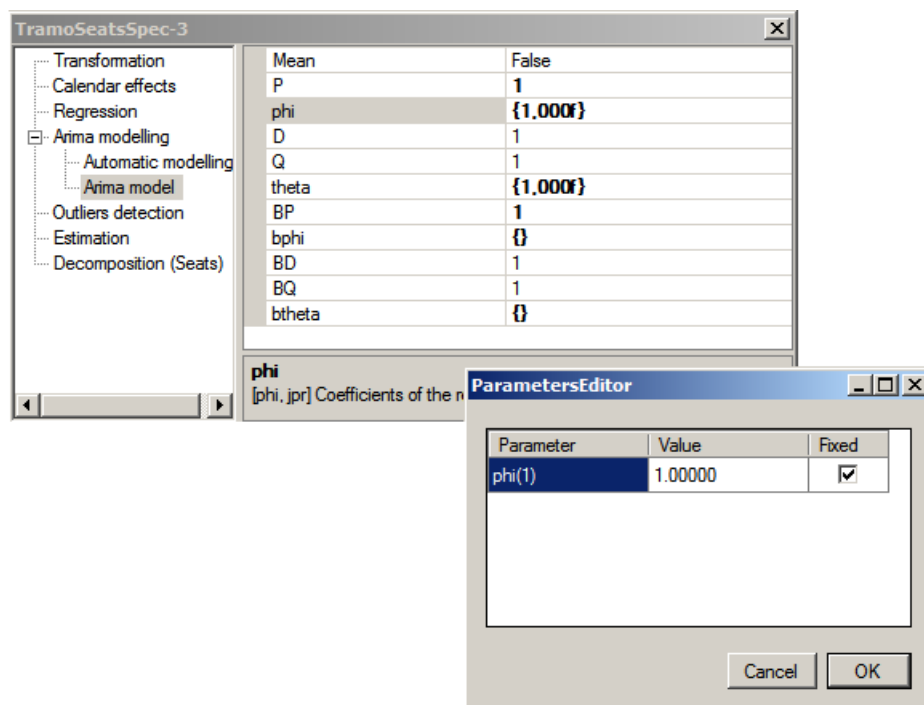 TramoSeatsSpec-3
Transformation
Calendar effects
Regression
Arima modelling
Automatic modelling
Arima model
Outliers detection
Estimation
Decomposition (Seats)
Mean False
P 1
phi {1,000f}
D 1
Q 1
theta {1,000f}
BP 1
bphi {}
BD 1
BQ 1
btheta {}
phi
[phi, jpr] Coefficients of the r
ParametersEditor
Parameter Value Fixed
phi(1) 1.00000
Cancel OK